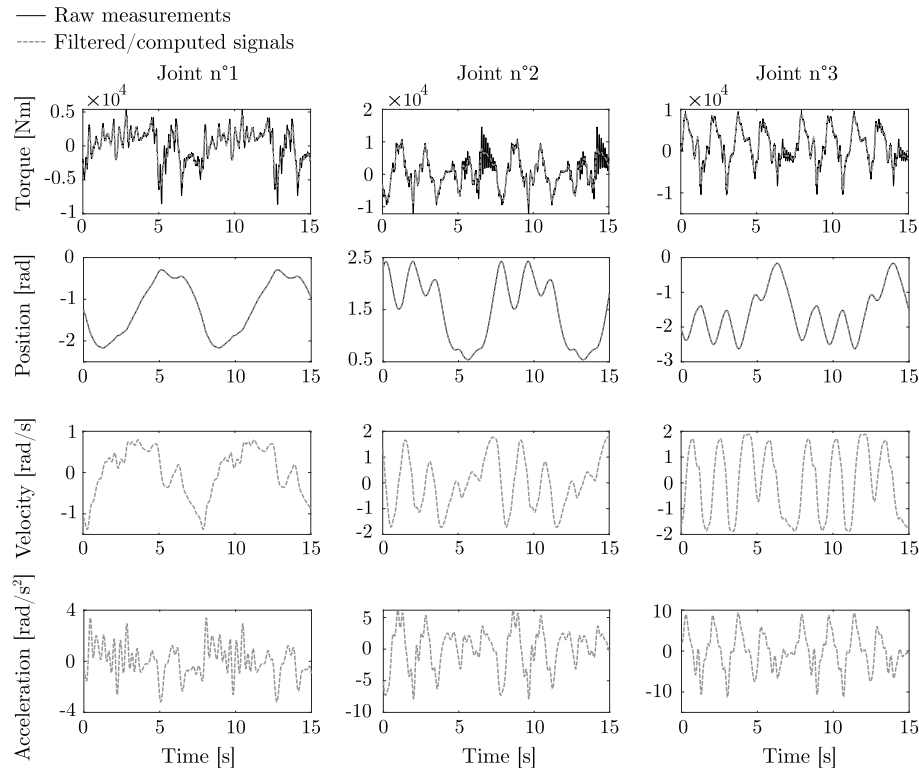 Raw measurements
Filtered/computed signals
Joint n°1 Joint n°2 Joint n°3
×10⁴ ×10⁴ ×10⁴
Torque [Nm]
0.5
0
-0.5
-1
0 5 10 15
2
1
0
-1
0 5 10 15
1
0
-1
0 5 10 15
Position [rad]
0
-1
-2
0 5 10 15
2.5
1.5
0.5
0 5 10 15
0
-1
-2
-3
0 5 10 15
Velocity [rad/s]
1
0
-1
0 5 10 15
2
1
0
-1
-2
0 5 10 15
2
1
0
-1
-2
0 5 10 15
Acceleration [rad/s²]
4
0
-4
0 5 10 15
5
0
-5
-10
0 5 10 15
10
0
-10
0 5 10 15
Time [s] Time [s] Time [s]